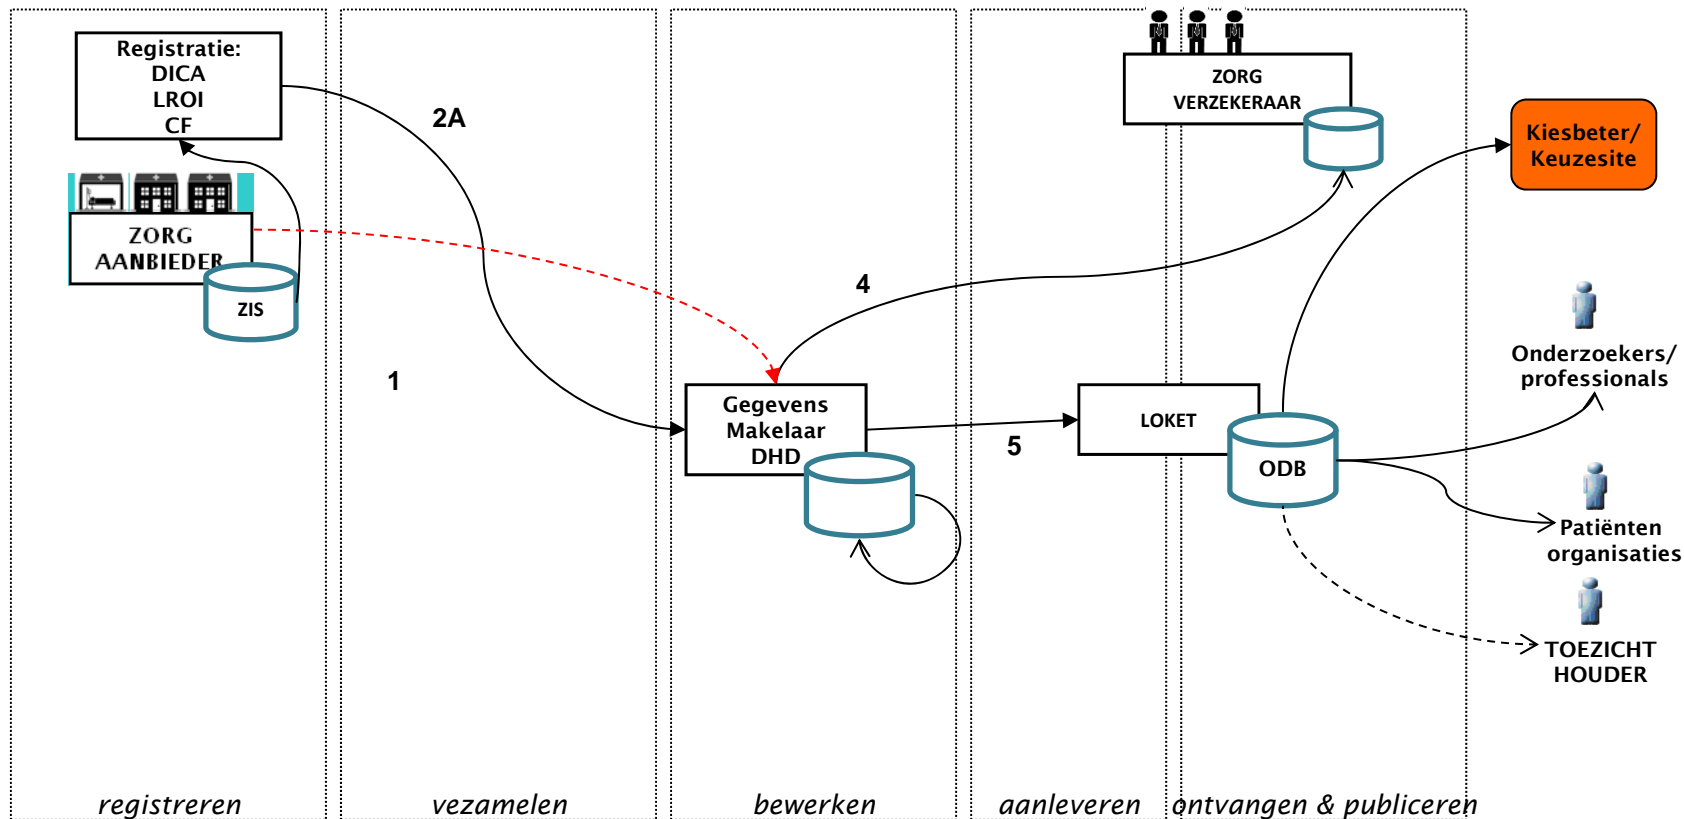 Registratie:
DICA
LROI
CF
2A
ZORG
AANBIEDER
ZIS
1
Gegevens
Makelaar
DHD
4
5
ZORG
VERZEKERAAR
LOKET
ODB
Kiesbeter/
Keuzesite
Onderzoekers/
professionals
Patiënten
organisaties
TOEZICHT
HOUDER
registreren
vezamelen
bewerken
aanleveren
ontvangen & publiceren